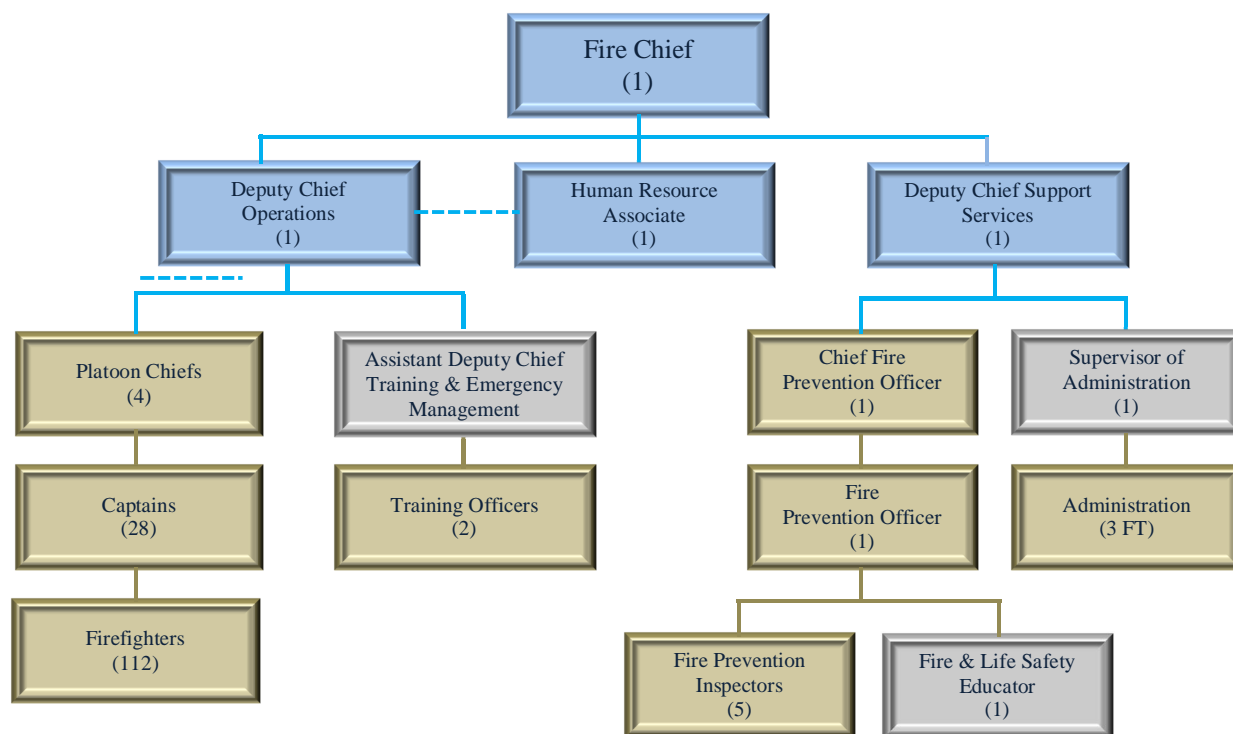 Fire Chief
(1)
Deputy Chief
Operations
(1)
Human Resource
Associate
(1)
Deputy Chief Support
Services
(1)
Platoon Chiefs
(4)
Assistant Deputy Chief
Training & Emergency
Management
Chief Fire
Prevention Officer
(1)
Supervisor of
Administration
(1)
Captains
(28)
Training Officers
(2)
Fire
Prevention Officer
(1)
Administration
(3 FT)
Firefighters
(112)
Fire Prevention
Inspectors
(5)
Fire & Life Safety
Educator
(1)